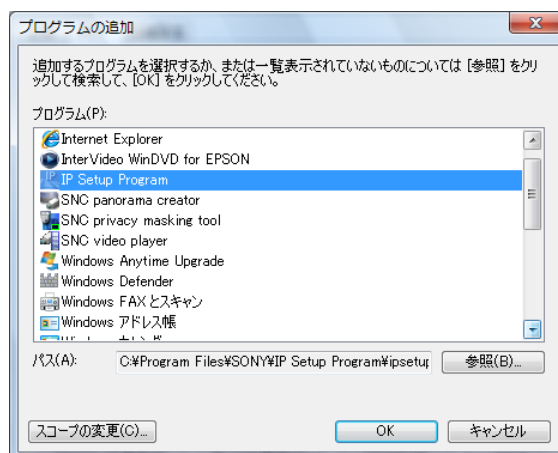 プログラムの追加
追加するプログラムを選択するか、または一覧表示されていないものについては [参照] をクリ
ックして検索して、[OK] をクリックしてください。
プログラム(P):
Internet Explorer
InterVideo WinDVD for EPSON
IP Setup Program
SNC panorama creator
SNC privacy masking tool
SNC video player
Windows Anytime Upgrade
Windows Defender
Windows FAX とスキャン
Windows アドレス帳
パス(A):
C:¥Program Files¥SONY¥IP Setup Program¥ipsetup
参照(B)...
スコープの変更(C)...
OK
キャンセル